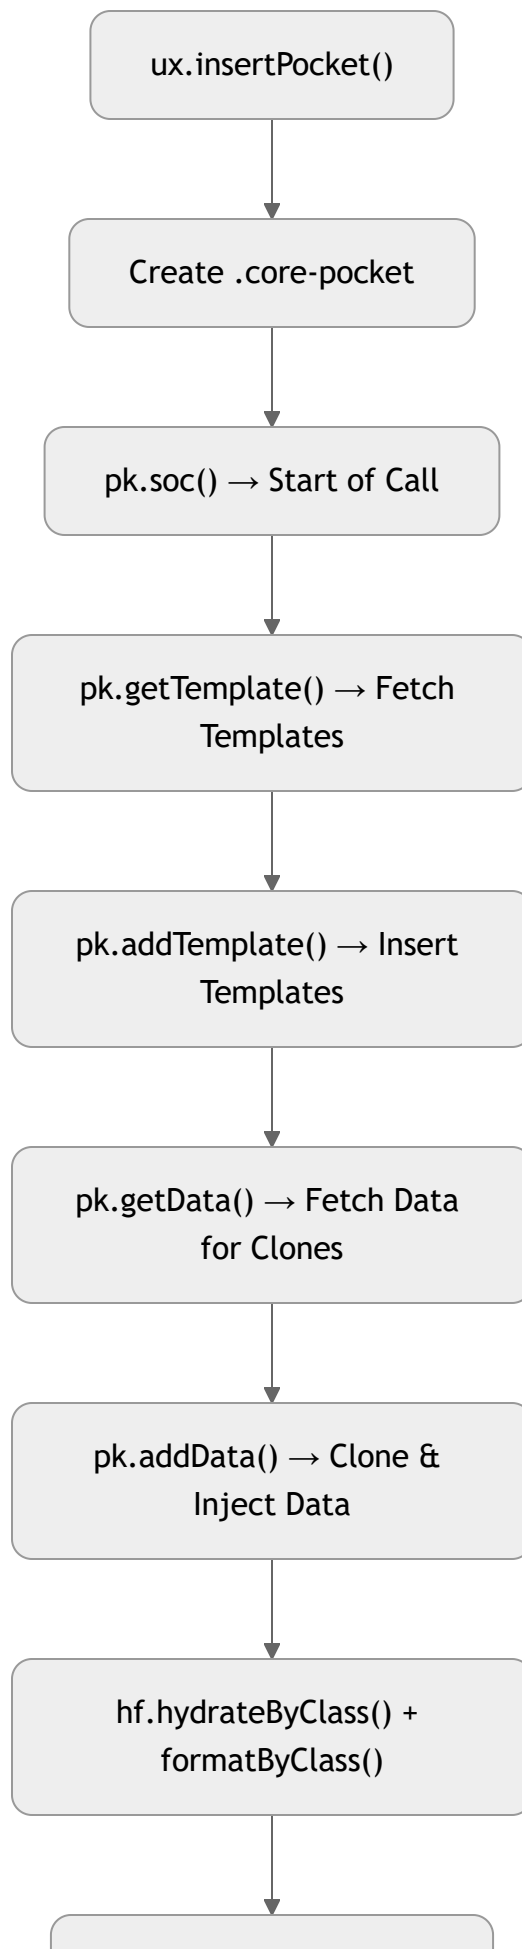 ux.insertPocket()
Create .core-pocket
pk.soc() → Start of Call
pk.getTemplate() → Fetch
Templates
pk.addTemplate() → Insert
Templates
pk.getData() → Fetch Data
for Clones
pk.addData() → Clone &
Inject Data
hf.hydrateByClass() +
formatByClass()